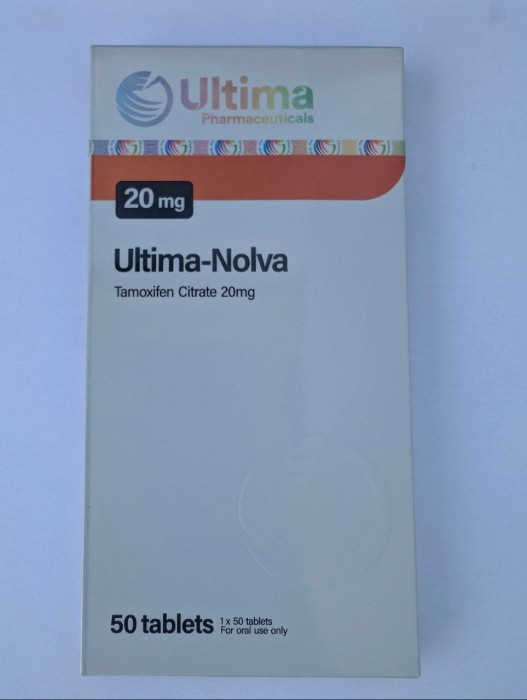 Ultima
Pharmaceuticals
20 mg
Ultima-Nolva
Tamoxifen Citrate 20mg
50 tablets
1 x 50 tablets
For oral use only